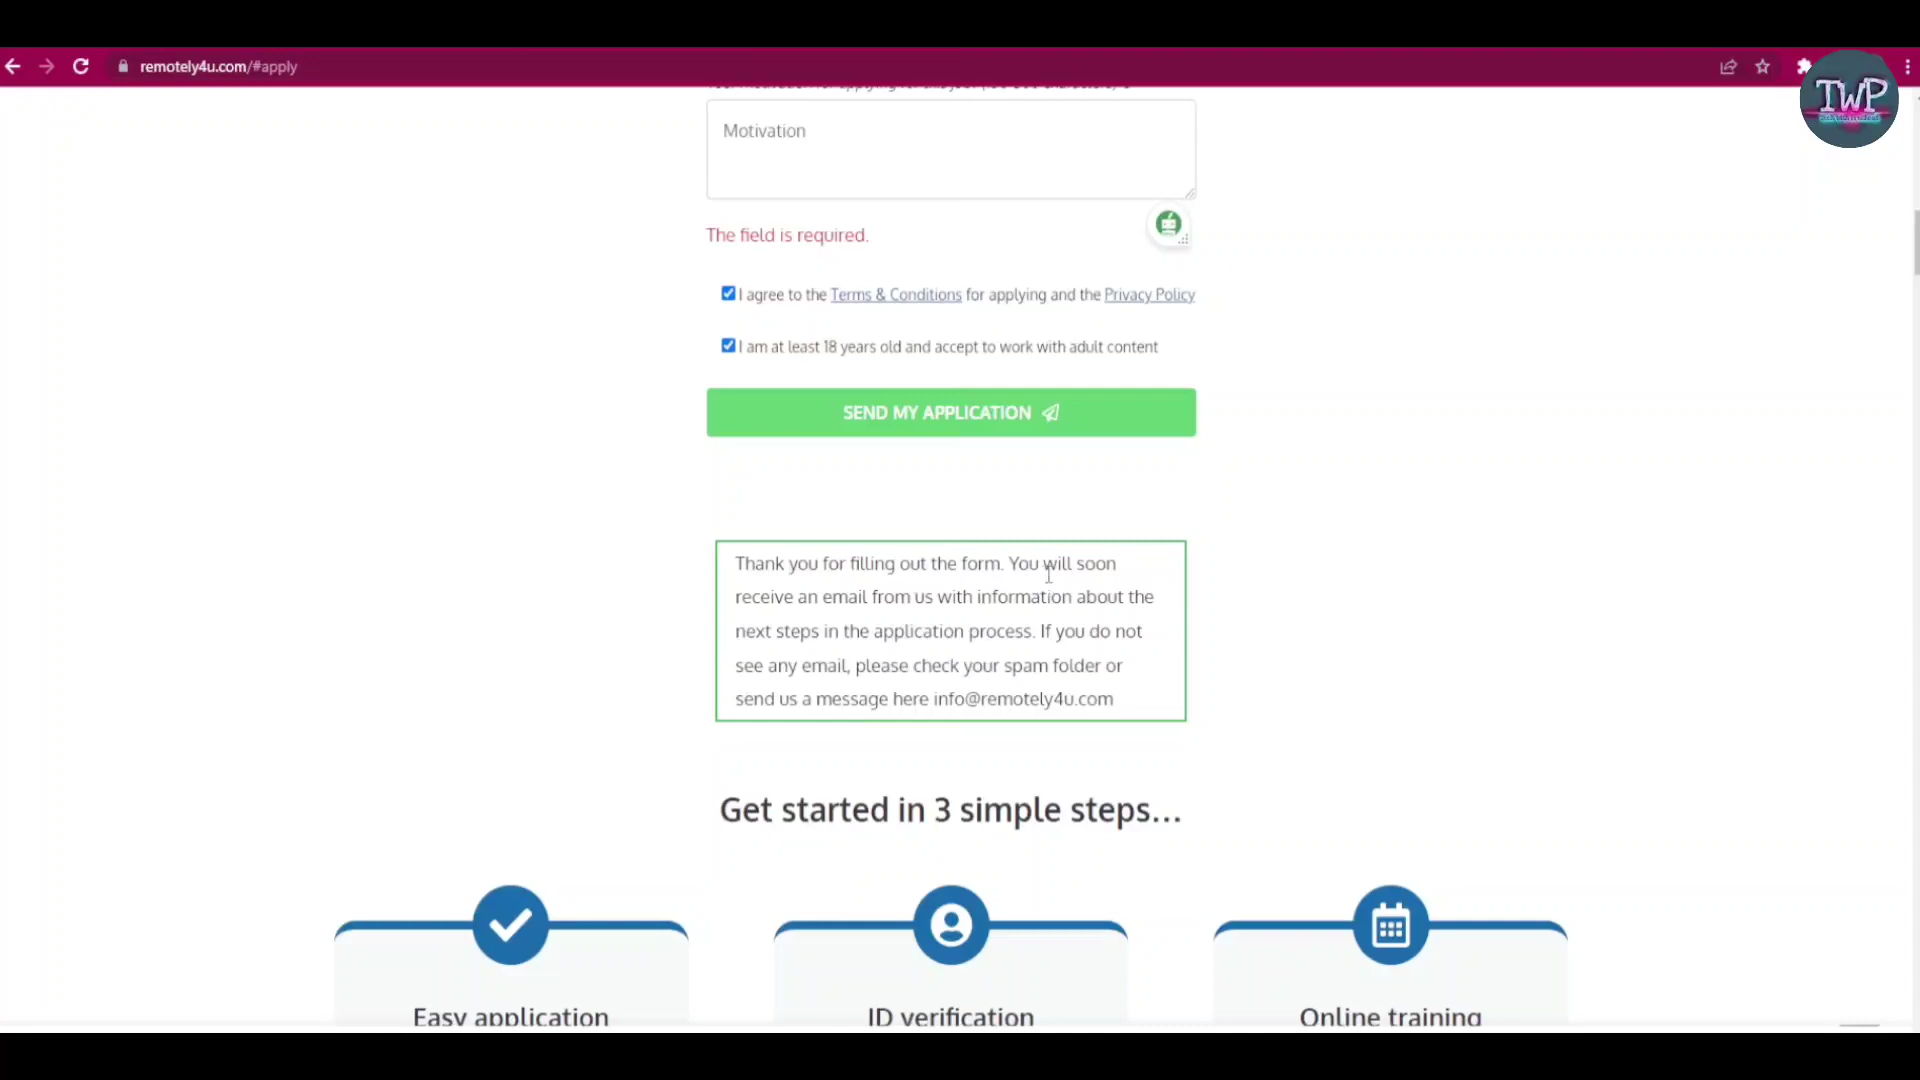 remotely4u.com/#apply
TWP
Motivation
The field is required.
I agree to the Terms & Conditions for applying and the Privacy Policy
I am at least 18 years old and accept to work with adult content
SEND MY APPLICATION
Thank you for filling out the form. You will soon
receive an email from us with information about the
next steps in the application process. If you do not
see any email, please check your spam folder or
send us a message here info@remotely4u.com
Get started in 3 simple steps...
Easy application
ID verification
Online training